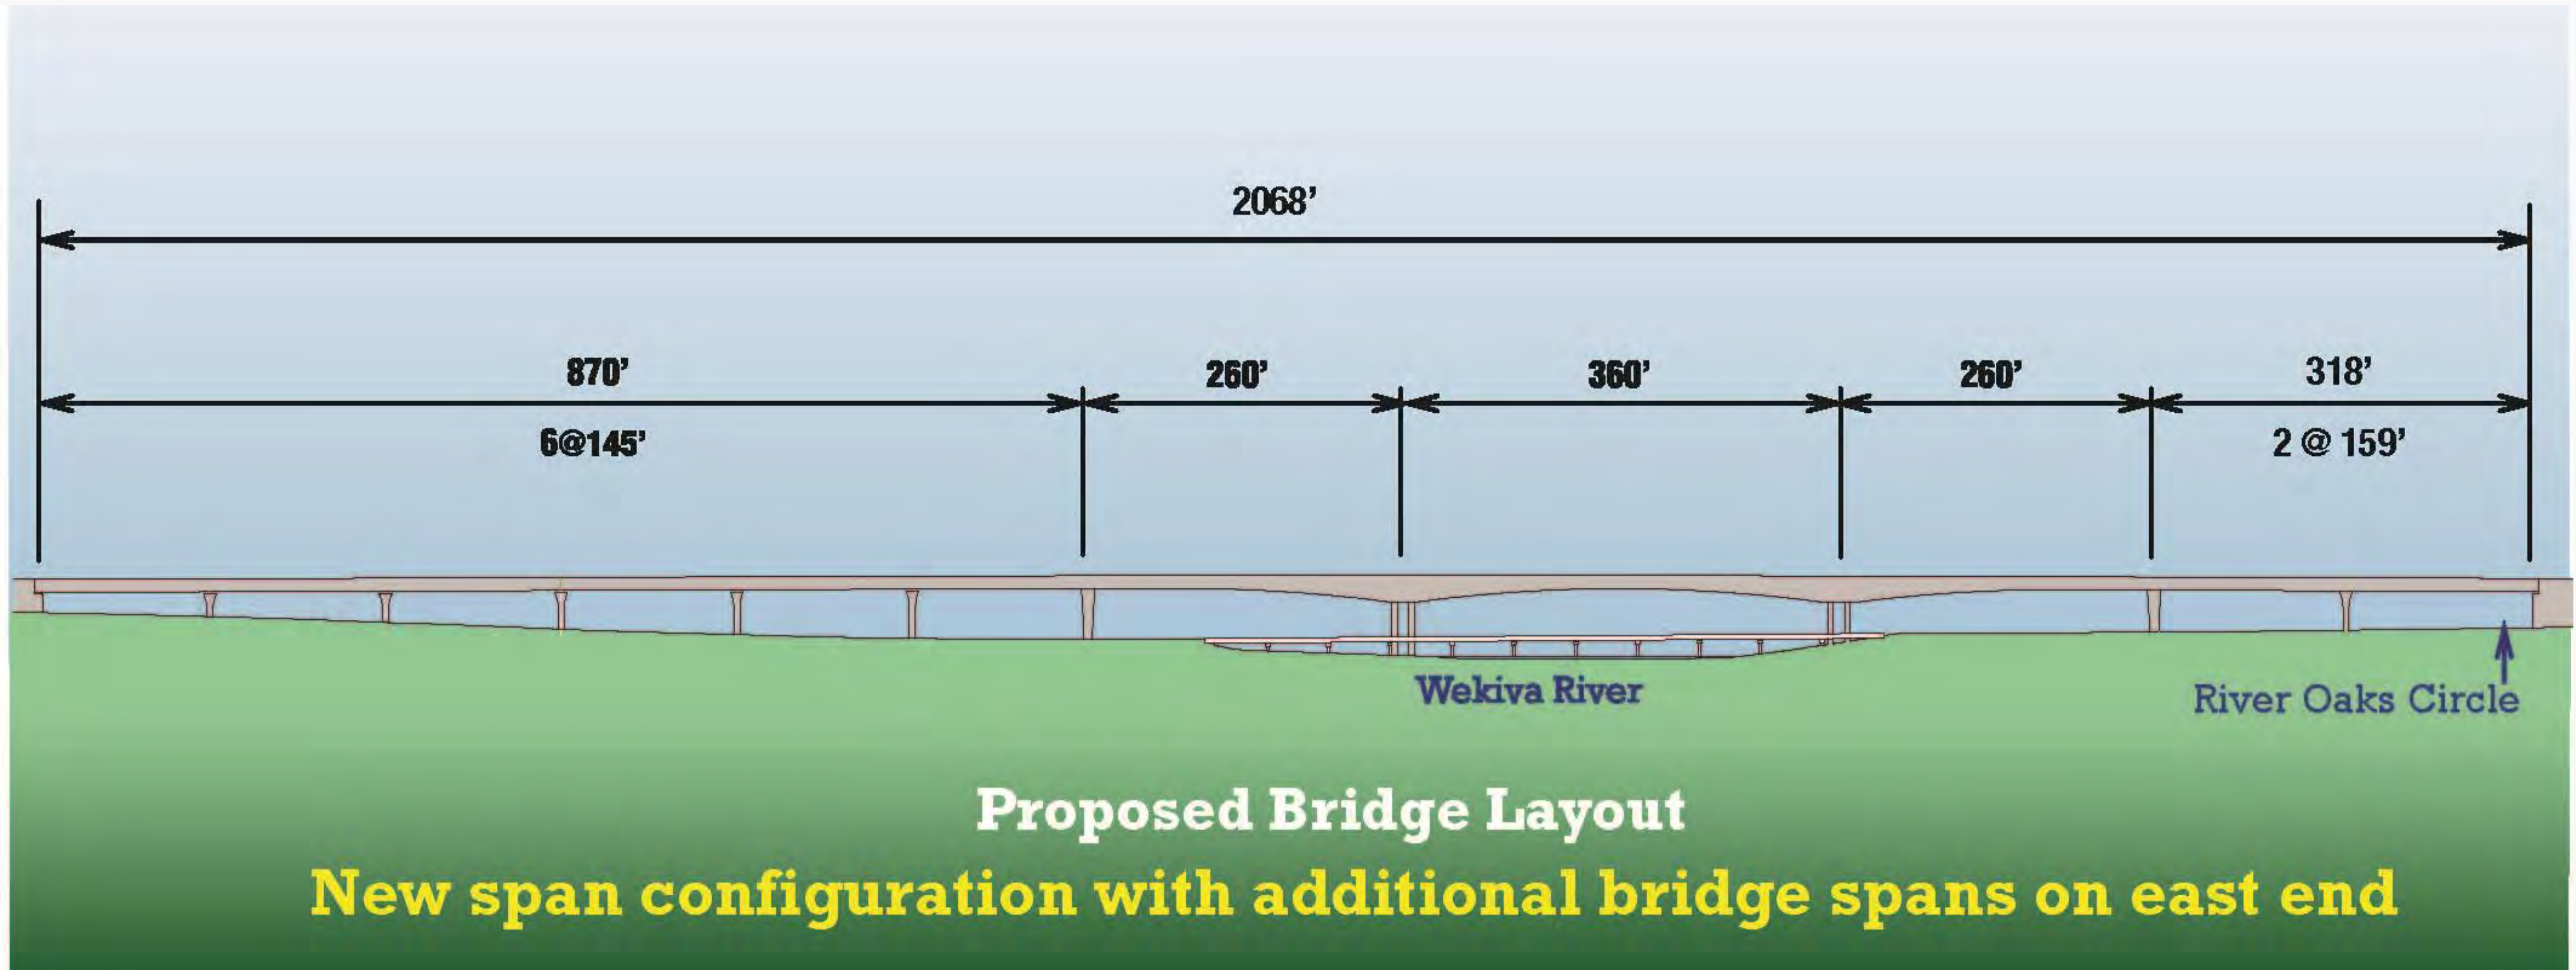 2068’
870’
260’
360’
260’
318’
6@145’
2 @ 159’
Wekiva River
River Oaks Circle
Proposed Bridge Layout
New span configuration with additional bridge spans on east end